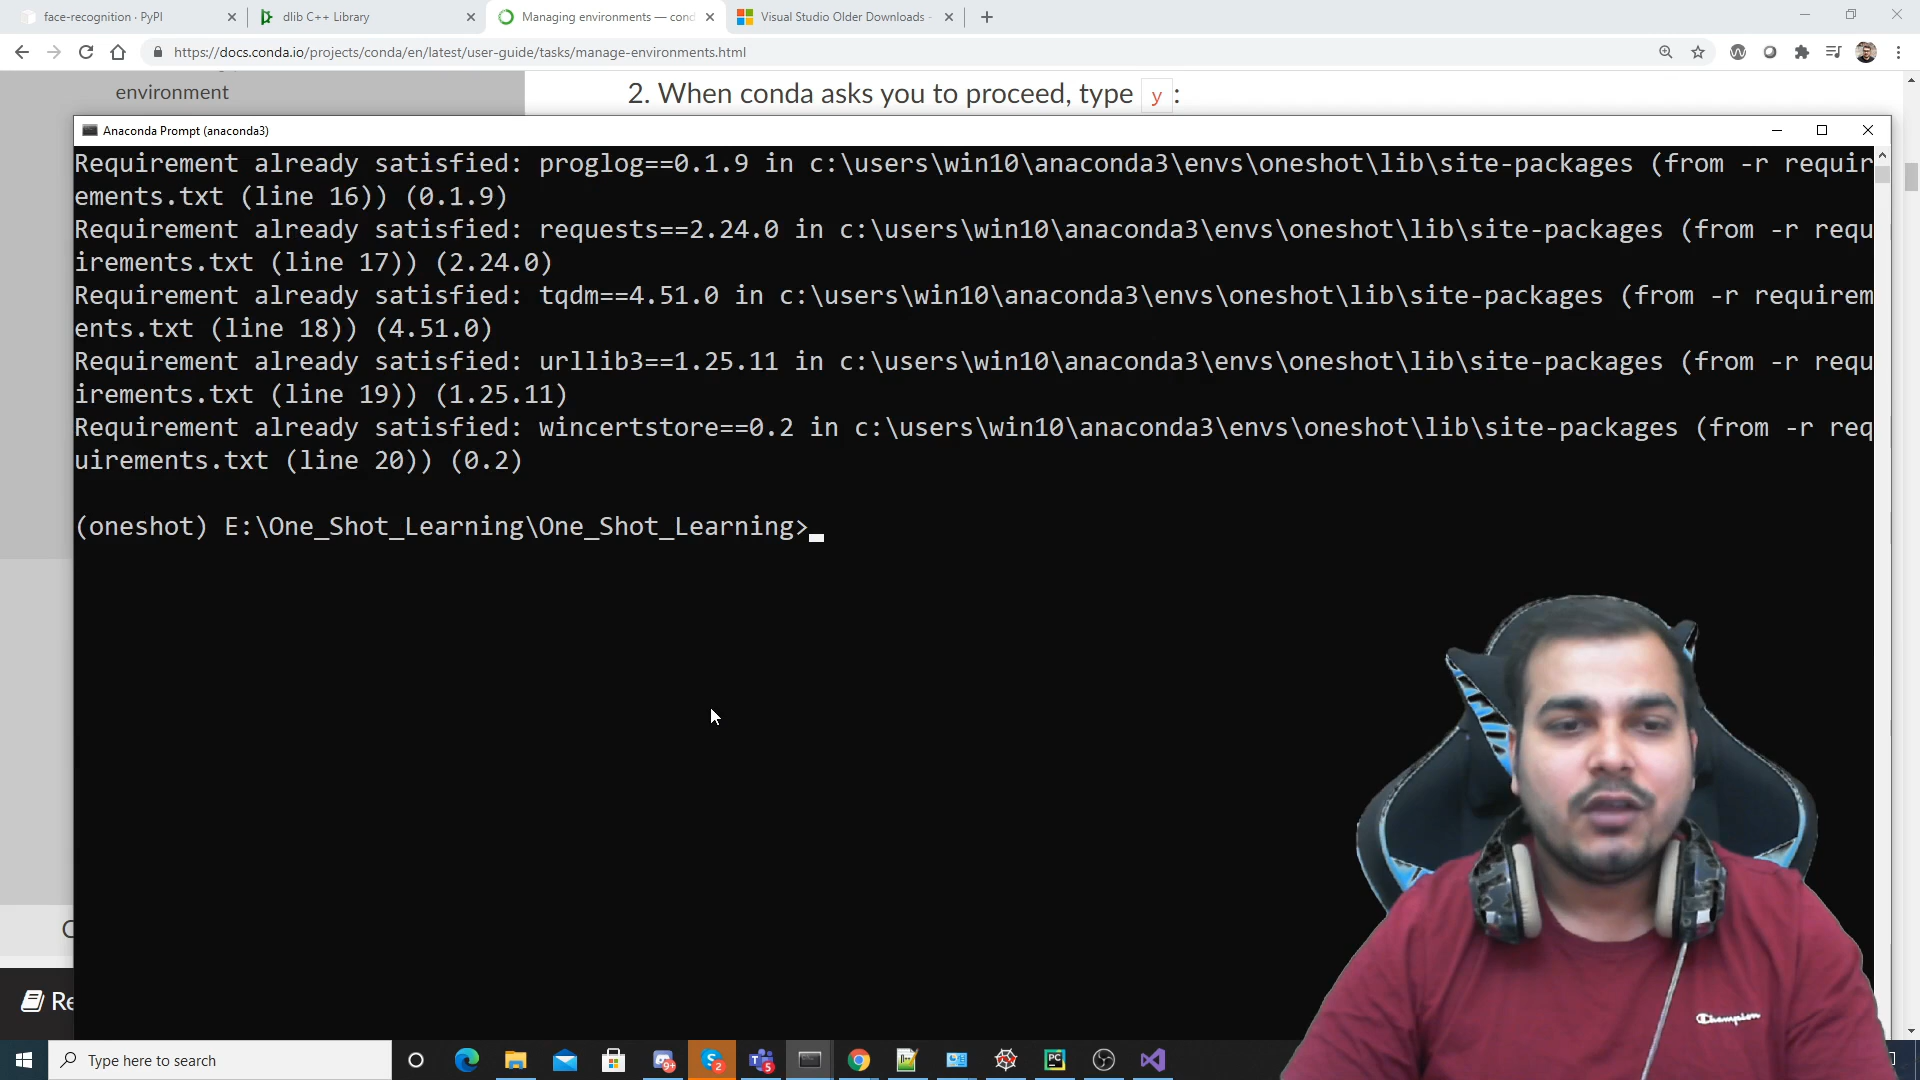 face-recognition · PyPI
dlib C++ Library
Managing environments — cond
Visual Studio Older Downloads -
https://docs.conda.io/projects/conda/en/latest/user-guide/tasks/manage-environments.html
environment
2. When conda asks you to proceed, type y :
Anaconda Prompt (anaconda3)
Requirement already satisfied: proglog==0.1.9 in c:\users\win10\anaconda3\envs\oneshot\lib\site-packages (from -r requir
ements.txt (line 16)) (0.1.9)
Requirement already satisfied: requests==2.24.0 in c:\users\win10\anaconda3\envs\oneshot\lib\site-packages (from -r requ
irements.txt (line 17)) (2.24.0)
Requirement already satisfied: tqdm==4.51.0 in c:\users\win10\anaconda3\envs\oneshot\lib\site-packages (from -r requirem
ents.txt (line 18)) (4.51.0)
Requirement already satisfied: urllib3==1.25.11 in c:\users\win10\anaconda3\envs\oneshot\lib\site-packages (from -r requ
irements.txt (line 19)) (1.25.11)
Requirement already satisfied: wincertstore==0.2 in c:\users\win10\anaconda3\envs\oneshot\lib\site-packages (from -r req
uirements.txt (line 20)) (0.2)
(oneshot) E:\One_Shot_Learning\One_Shot_Learning>
Re
Champion
Type here to search
9+
2
5
PC